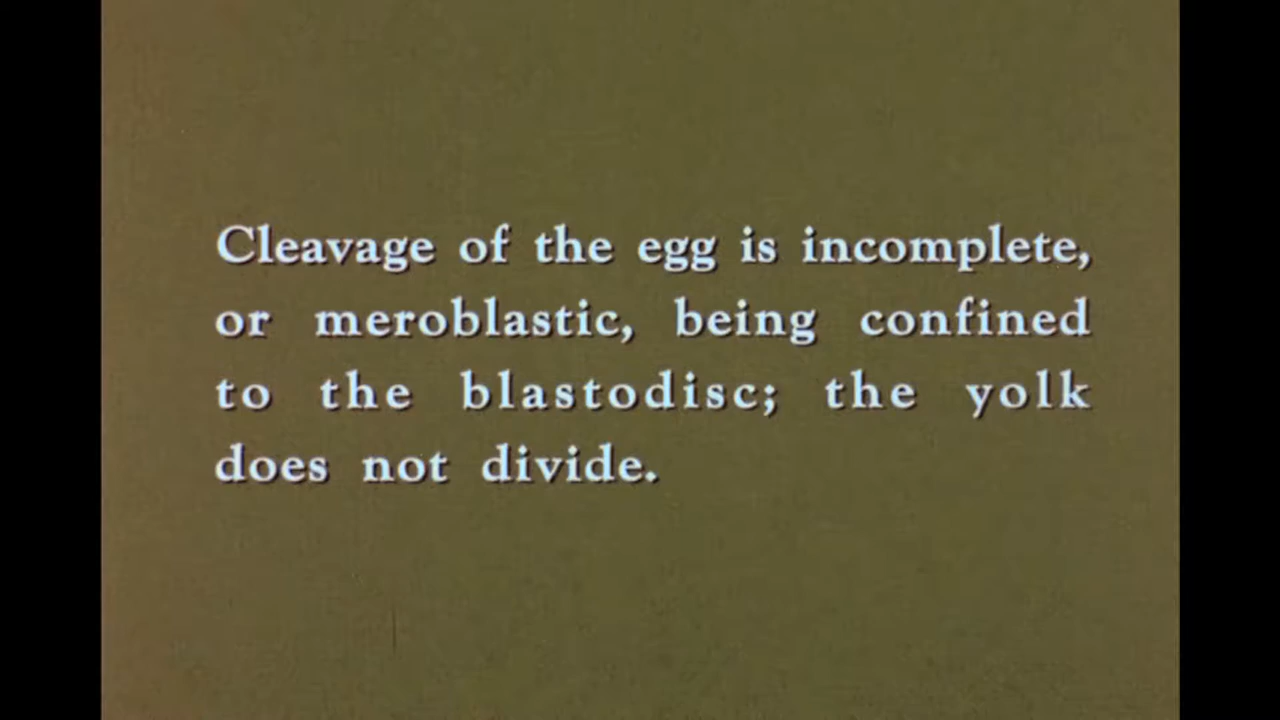 Cleavage of the egg is incomplete,
or meroblastic, being confined
to the blastodisc; the yolk
does not divide.